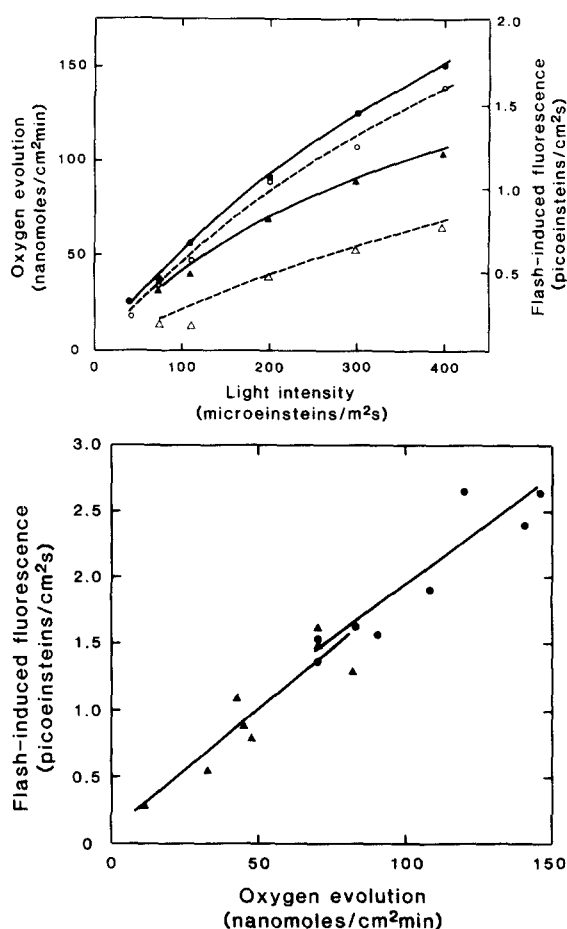 Oxygen evolution
(nanomoles/cm²min)
150
100
50
0
2.0
1.5
1.0
0.5
Flash-induced fluorescence
(picoeinsteins/cm²s)
0 100 200 300 400
Light intensity
(microeinsteins/m²s)
Flash-induced fluorescence
(picoeinsteins/cm²s)
3.0
2.5
2.0
1.5
1.0
0.5
0
0 50 100 150
Oxygen evolution
(nanomoles/cm²min)